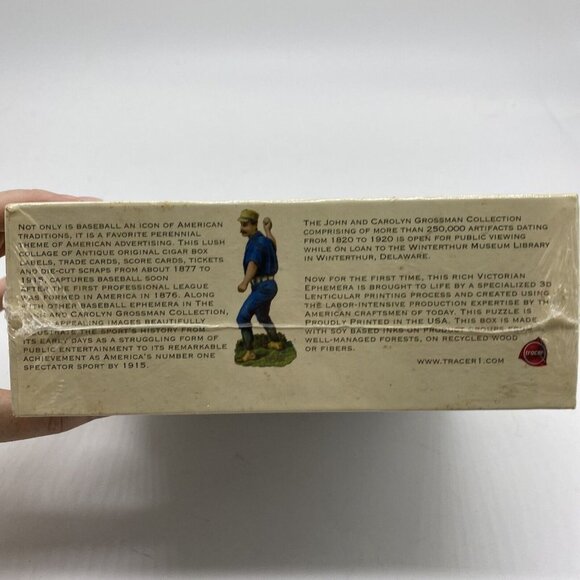 NOT ONLY IS BASEBALL AN ICON OF AMERICAN
TRADITIONS, IT IS A FAVORITE PERENNIAL
THEME OF AMERICAN ADVERTISING. THIS LUSH
COLLAGE OF ANTIQUE ORIGINAL CIGAR BOX
LABELS, TRADE CARDS, SCORE CARDS, TICKETS
AND DIE-CUT SCRAPS FROM ABOUT 1877 TO
1915, CAPTURES BASEBALL SOON
AFTER THE FIRST PROFESSIONAL LEAGUE
WAS FORMED IN AMERICA IN 1876. ALONG
WITH OTHER BASEBALL EPHEMERA IN THE
AND CAROLYN GROSSMAN COLLECTION,
APPEALING IMAGES BEAUTIFULLY
THE SPORT'S HISTORY FROM
ITS EARLY DAYS AS A STRUGGLING FORM OF
PUBLIC ENTERTAINMENT TO ITS REMARKABLE
ACHIEVEMENT AS AMERICA'S NUMBER ONE
SPECTATOR SPORT BY 1915.
THE JOHN AND CAROLYN GROSSMAN COLLECTION
COMPRISING OF MORE THAN 250,000 ARTIFACTS DATING
FROM 1820 TO 1920 IS OPEN FOR PUBLIC VIEWING
WHILE ON LOAN TO THE WINTERTHUR MUSEUM LIBRARY
IN WINTERTHUR, DELAWARE.
NOW FOR THE FIRST TIME, THIS RICH VICTORIAN
EPHEMERA IS BROUGHT TO LIFE BY A SPECIALIZED 3D
LENTICULAR PRINTING PROCESS AND CREATED USING
THE LABOR-INTENSIVE PRODUCTION EXPERTISE BY THE
AMERICAN CRAFTSMEN OF TODAY. THIS PUZZLE IS
PROUDLY PRINTED IN THE USA. THIS BOX IS MADE
WITH SOY BASED INKS ON PRODUCT GROUPS FROM
WELL-MANAGED FORESTS, ON RECYCLED WOOD
OR FIBERS.
WWW.TRACER1.COM
tracer